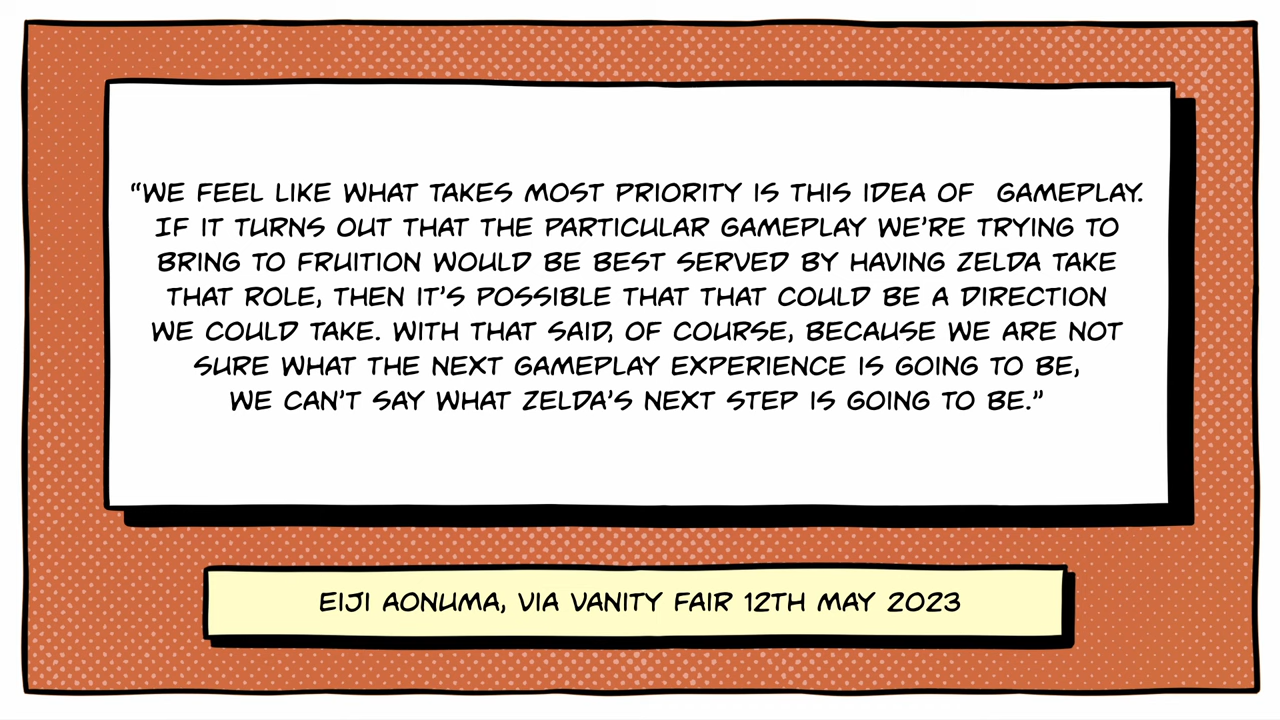 “WE FEEL LIKE WHAT TAKES MOST PRIORITY IS THIS IDEA OF  GAMEPLAY.
IF IT TURNS OUT THAT THE PARTICULAR GAMEPLAY WE’RE TRYING TO
BRING TO FRUITION WOULD BE BEST SERVED BY HAVING ZELDA TAKE
THAT ROLE, THEN IT’S POSSIBLE THAT THAT COULD BE A DIRECTION
WE COULD TAKE. WITH THAT SAID, OF COURSE, BECAUSE WE ARE NOT
SURE WHAT THE NEXT GAMEPLAY EXPERIENCE IS GOING TO BE,
WE CAN’T SAY WHAT ZELDA’S NEXT STEP IS GOING TO BE.”
EIJI AONUMA, VIA VANITY FAIR 12TH MAY 2023